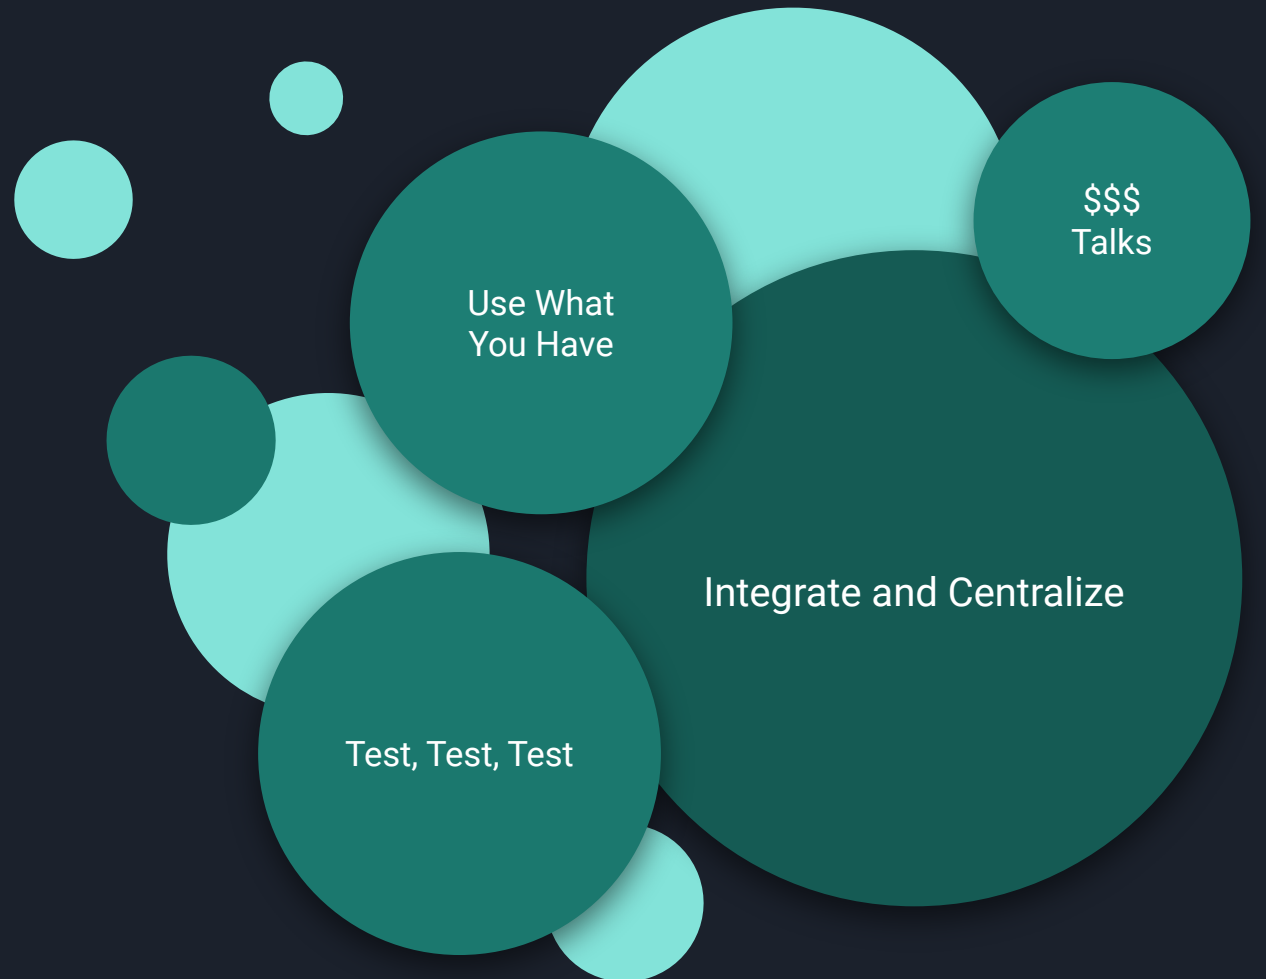 $$$
Talks
Use What
You Have
Integrate and Centralize
Test, Test, Test